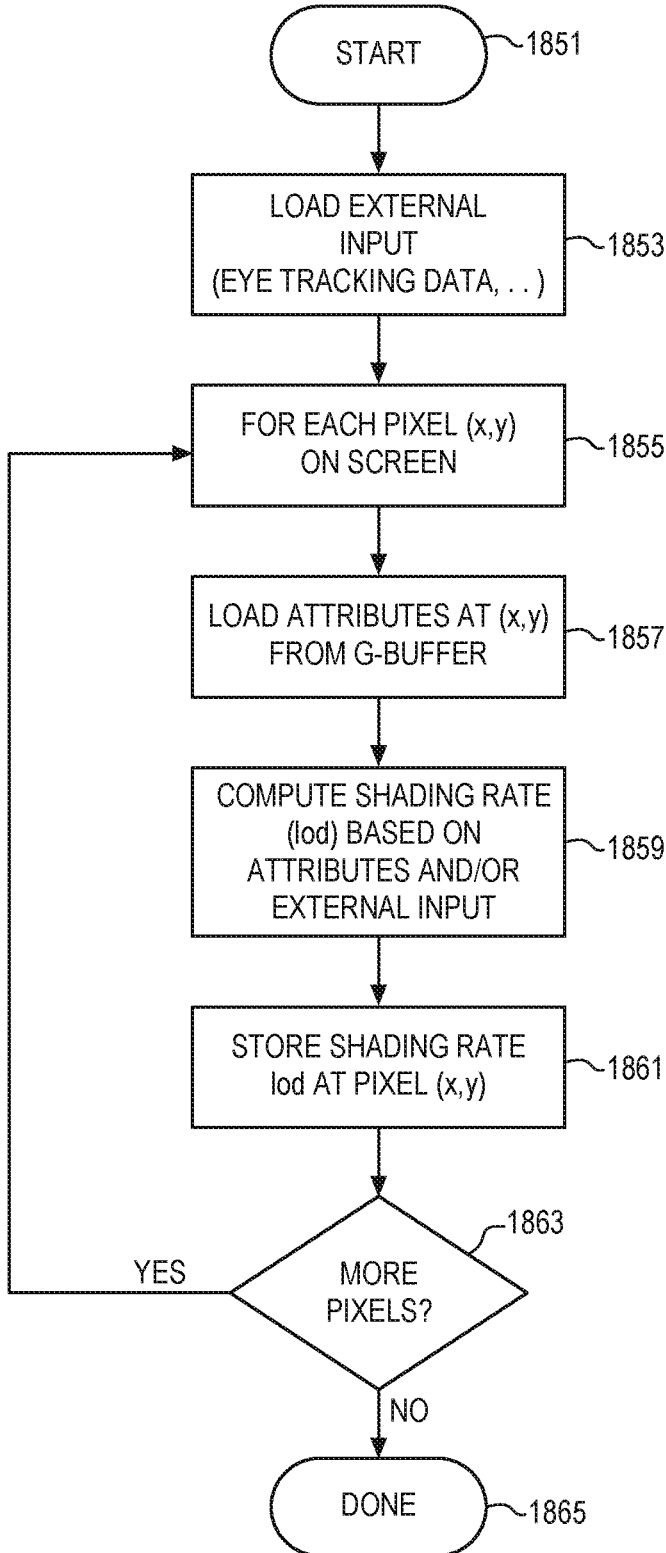 START
1851
LOAD EXTERNAL
INPUT
(EYE TRACKING DATA, . . )
1853
FOR EACH PIXEL (x,y)
ON SCREEN
1855
LOAD ATTRIBUTES AT (x,y)
FROM G-BUFFER
1857
COMPUTE SHADING RATE
(lod) BASED ON
ATTRIBUTES AND/OR
EXTERNAL INPUT
1859
STORE SHADING RATE
lod AT PIXEL (x,y)
1861
1863
YES
MORE
PIXELS?
NO
DONE
1865